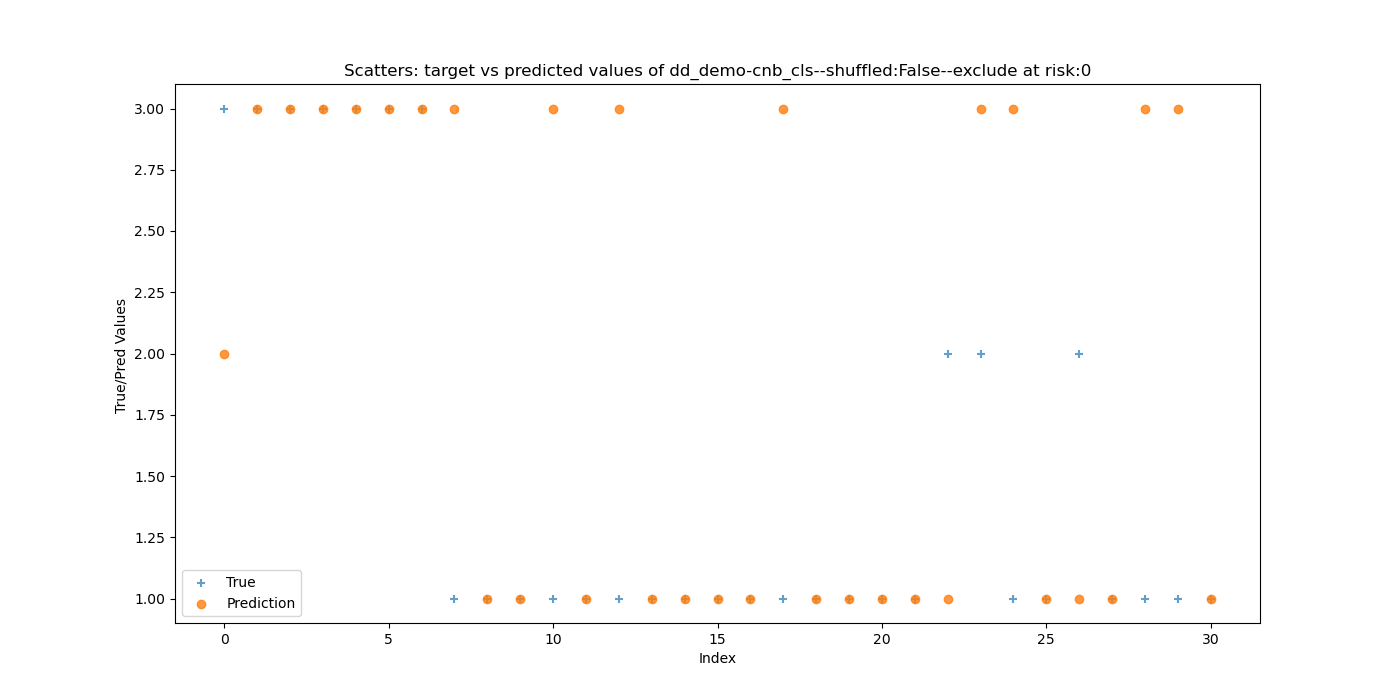 Scatters: target vs predicted values of dd_demo-cnb_cls--shuffled:False--exclude at risk:0
True/Pred Values
3.00
2.75
2.50
2.25
2.00
1.75
1.50
1.25
1.00
True
Prediction
0 5 10 15 20 25 30
Index